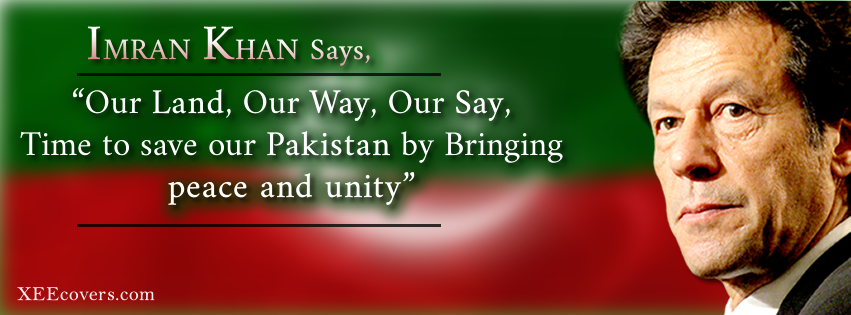 Imran Khan Says,
“Our Land, Our Way, Our Say,
Time to save our Pakistan by Bringing
peace and unity”
XEEcovers.com